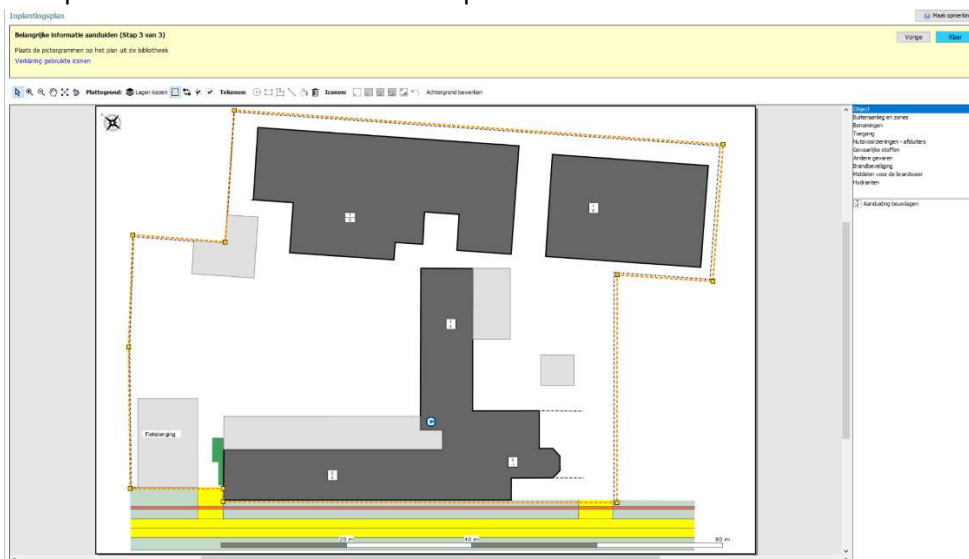 Inplantingsplan
Maak opmerkin
Belangrijke informatie aanduiden (Stap 3 van 3)
Vorige
Klaar
Plaats de pictogrammen op het plan uit de bibliotheek
Verklaring gebruikte iconen
Plattegrond:
Lagen kiezen
Tekenen:
Iconen:
Achtergrond bewerken
Object
Buitenaanleg en zones
Benamingen
Toegang
Nutsvoorzieningen - afsluiters
Gevaarlijke stoffen
Andere gevaren
Brandbeveiliging
Middelen voor de brandweer
Hydranten
Aanduiding bouwlagen
Fietsberging
C
20 m
40 m
80 m